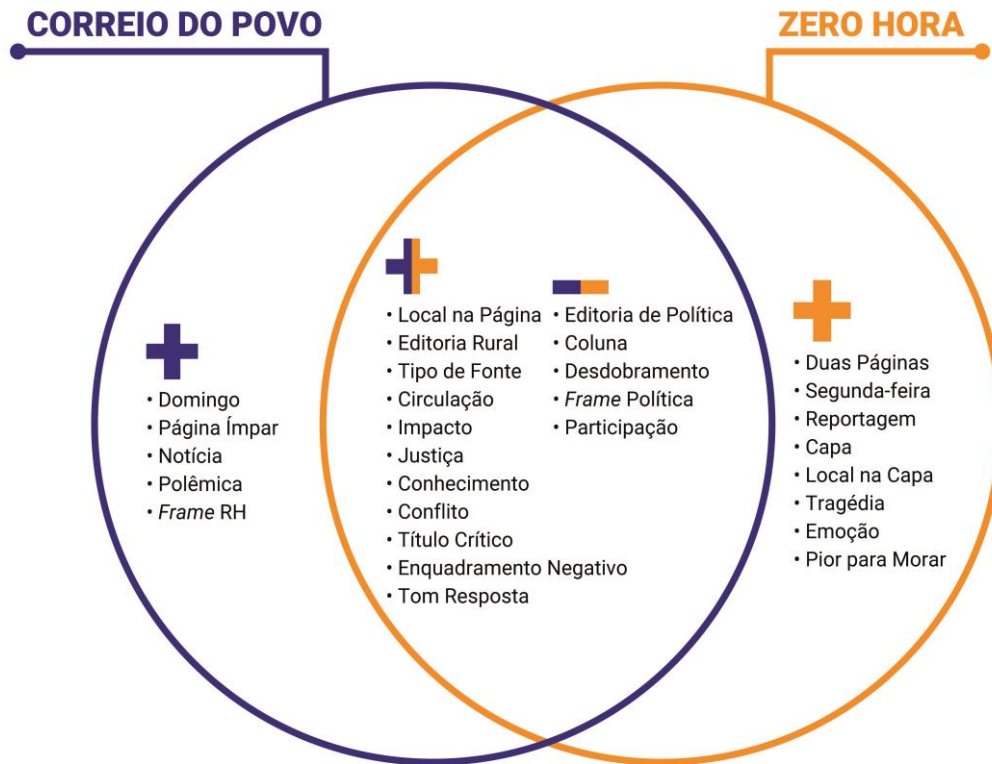 CORREIO DO POVO
ZERO HORA
• Domingo
• Página Ímpar
• Notícia
• Polêmica
• Frame RH
• Local na Página
• Editoria Rural
• Tipo de Fonte
• Circulação
• Impacto
• Justiça
• Conhecimento
• Conflito
• Título Crítico
• Enquadramento Negativo
• Tom Resposta
• Editoria de Política
• Coluna
• Desdobramento
• Frame Política
• Participação
• Duas Páginas
• Segunda-feira
• Reportagem
• Capa
• Local na Capa
• Tragédia
• Emoção
• Pior para Morar